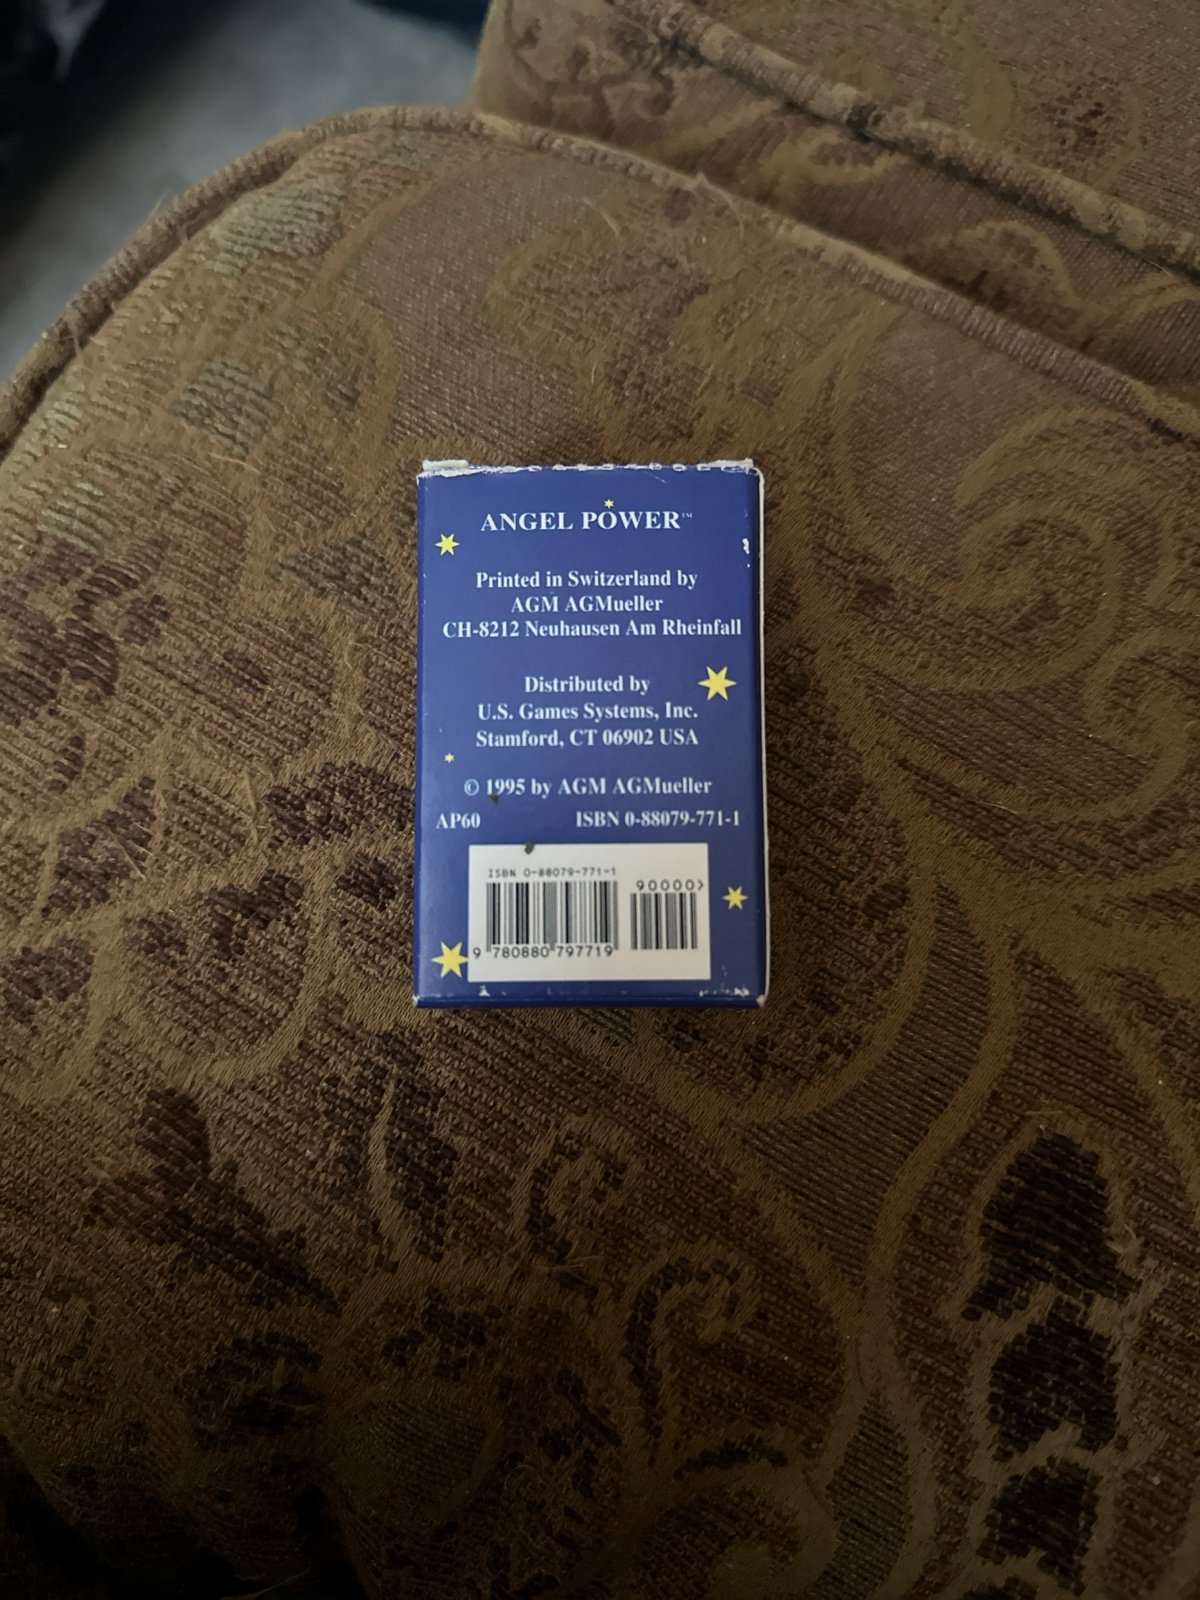 ANGEL POWER™
Printed in Switzerland by
AGM AGMueller
CH-8212 Neuhausen Am Rheinfall
Distributed by
U.S. Games Systems, Inc.
Stamford, CT 06902 USA
© 1995 by AGM AGMueller
AP60 ISBN 0-88079-771-1
ISBN 0-88079-771-1
90000>
9 780880 797719